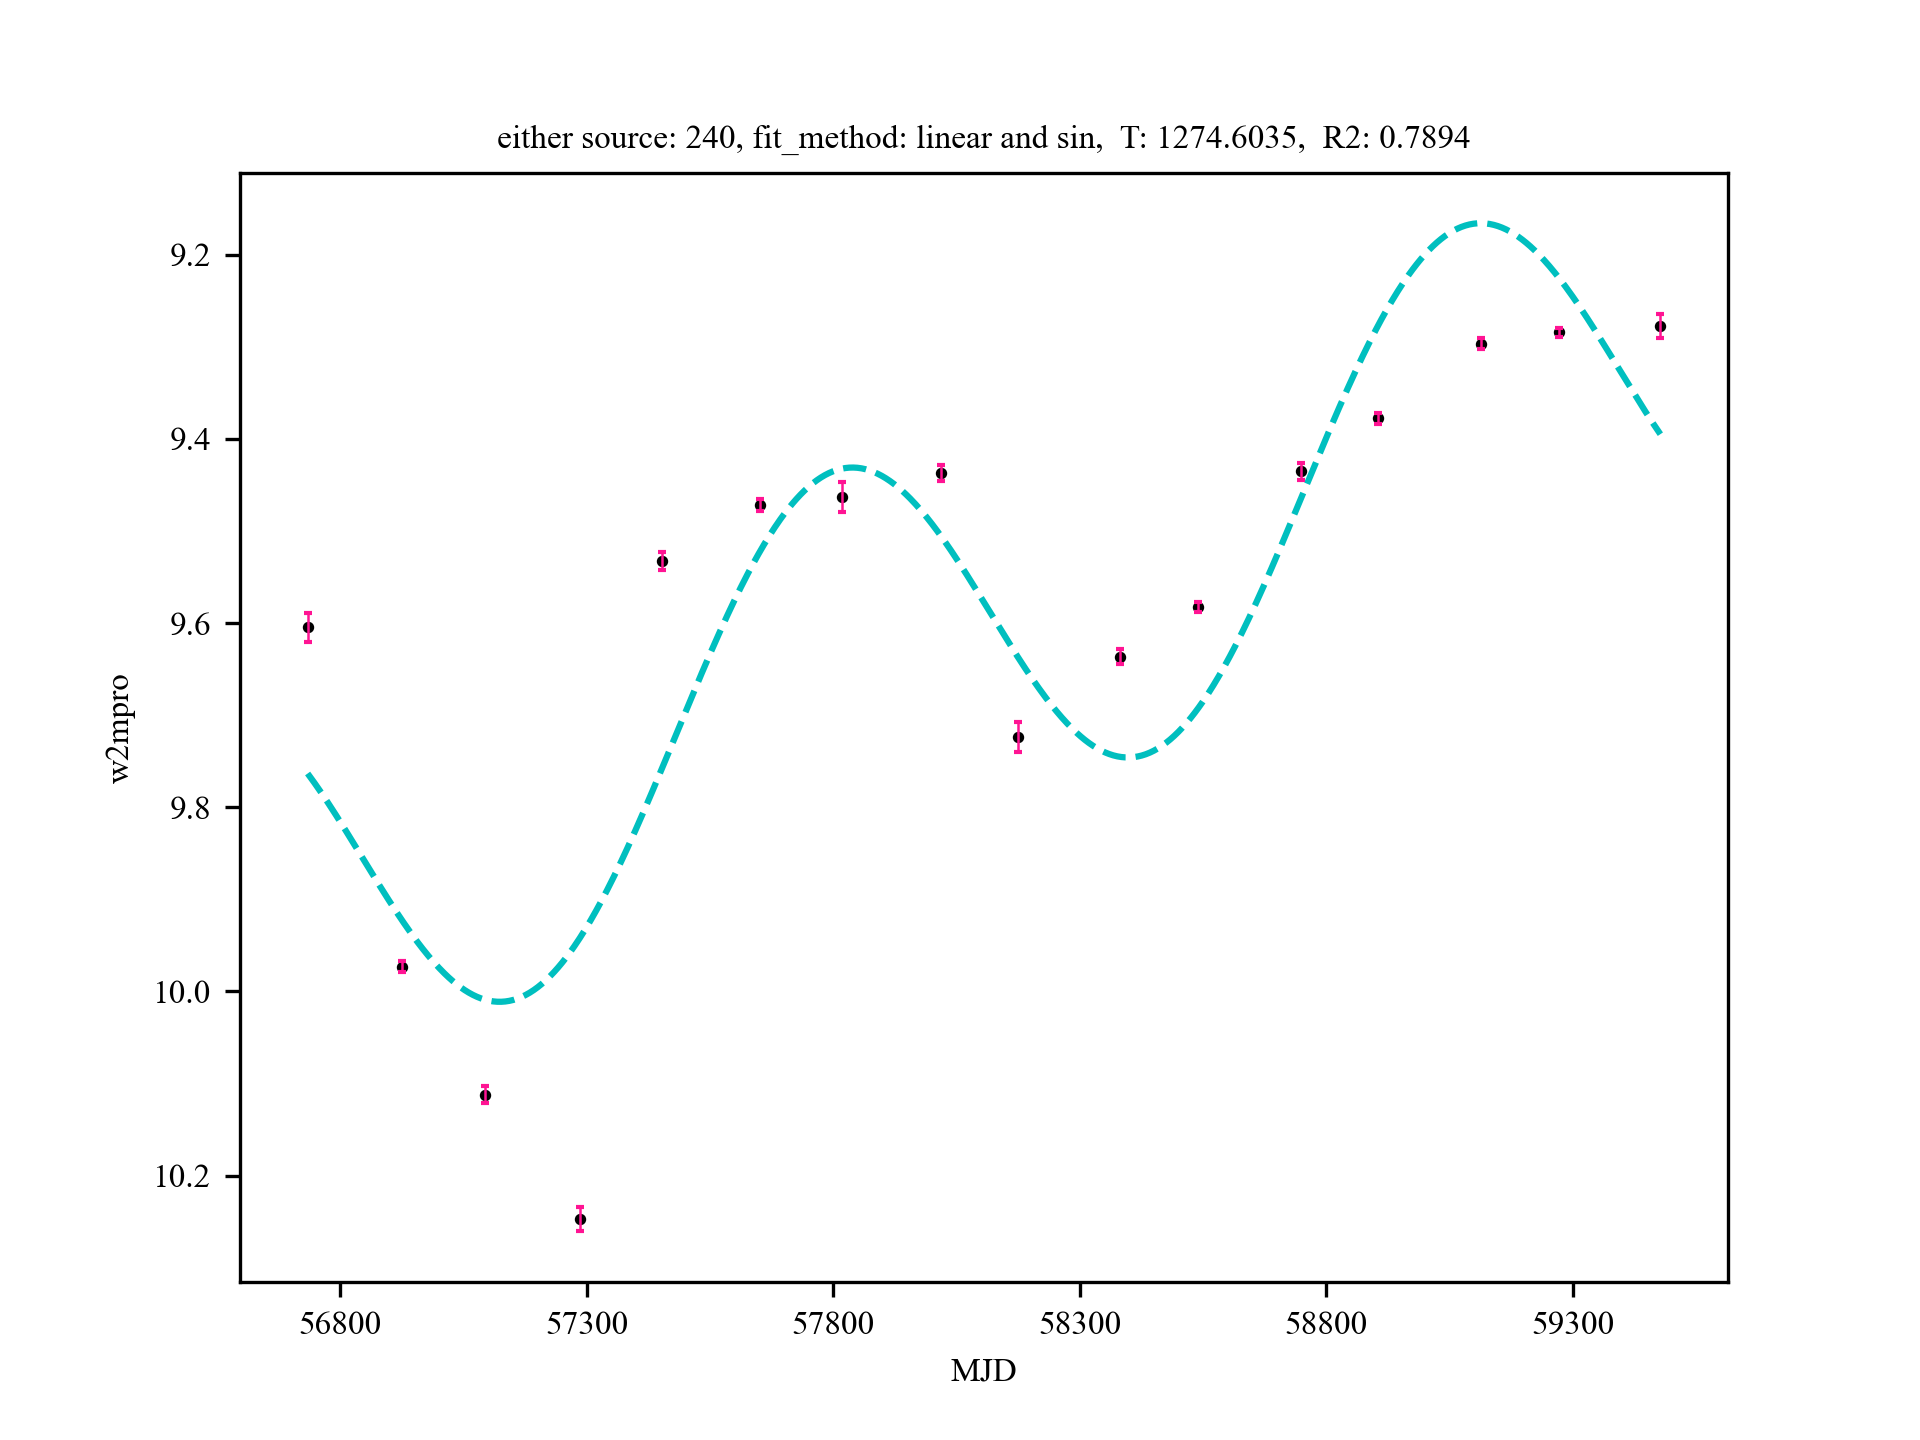 either source: 240, fit_method: linear and sin,  T: 1274.6035,  R2: 0.7894
9.2
9.4
9.6
9.8
10.0
10.2
w2mpro
56800 57300 57800 58300 58800 59300
MJD